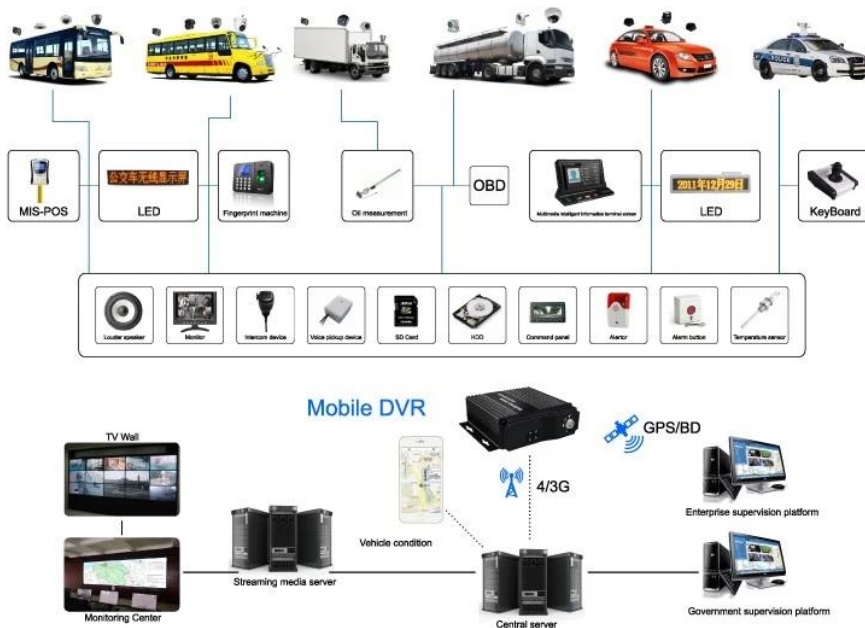 POLICE
MIS-POS
公交车无线显示屏
LED
Fingerprint machine
Oil measurement
OBD
Multimedia intelligent information terminal screen
2011年12月29日
LED
KeyBoard
Louder speaker
Monitor
Intercom device
Voice pickup device
SD Card
HDD
Command panel
Alertor
Alarm button
Temperature sensor
Mobile DVR
GPS/BD
4/3G
TV Wall
Vehicle condition
Enterprise supervision platform
Streaming media server
Monitoring Center
Central server
Government supervision platform